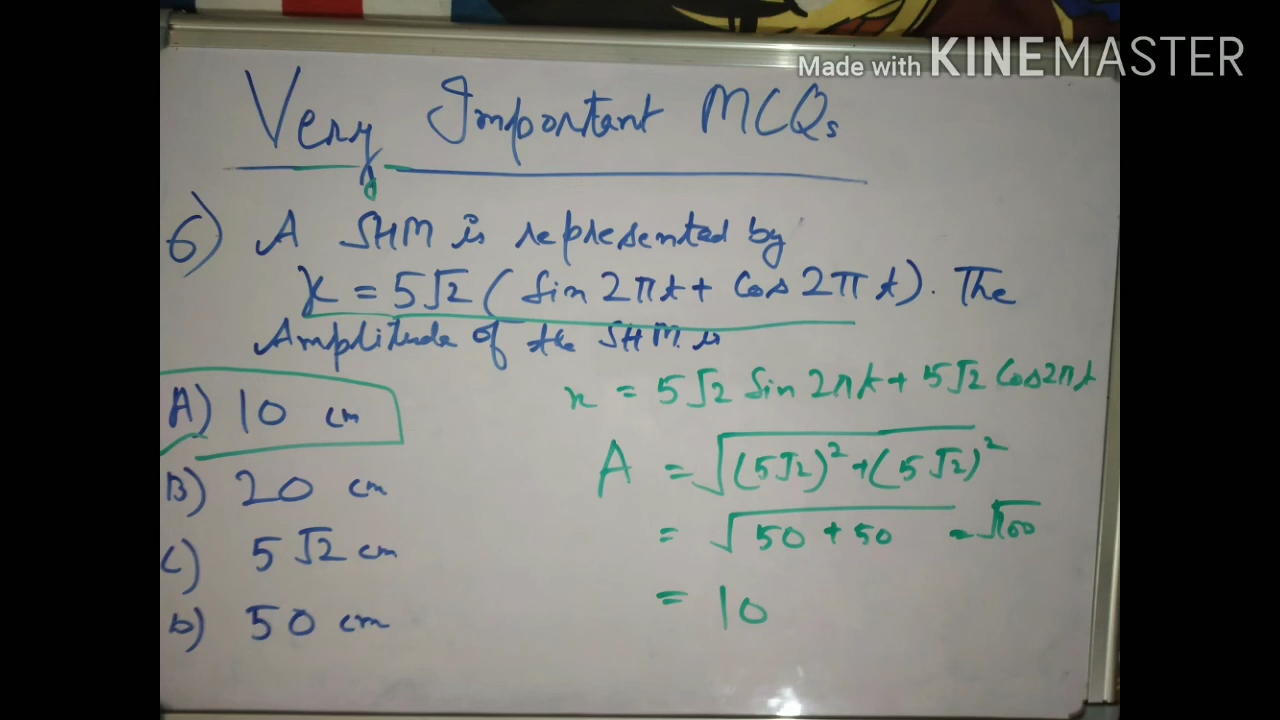 Made with KINEMASTER
Very Important MCQs
6) A SHM is represented by
x = 5√2 ( Sin 2πt + Cos 2πt ). The
Amplitude of the SHM is
x = 5√2 Sin 2πt + 5√2 Cos2πt
A) 10 cm
A = √(5√2)² + (5√2)²
B) 20 cm
= √50 + 50 = √100
C) 5√2 cm
= 10
D) 50 cm